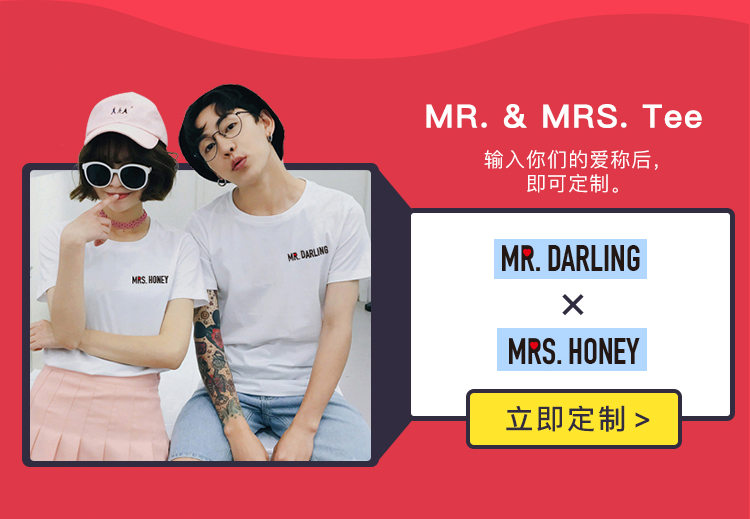 MR. & MRS. Tee
输入你们的爱称后，
即可定制。
MR. DARLING
×
MRS. HONEY
立即定制 >
MRS. HONEY
MR. DARLING